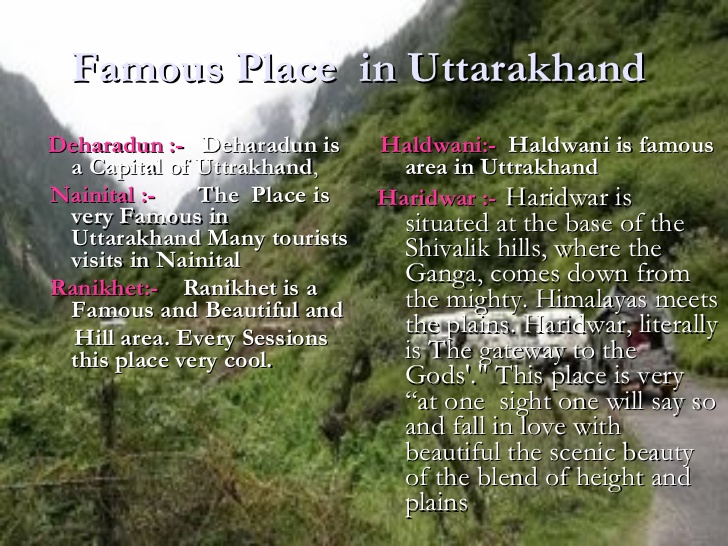 Famous Place in Uttarakhand
Deharadun :- Deharadun is
a Capital of Uttrakhand,
Nainital :- The Place is
very Famous in
Uttarakhand Many tourists
visits in Nainital
Ranikhet:- Ranikhet is a
Famous and Beautiful and
Hill area. Every Sessions
this place very cool.
Haldwani:- Haldwani is famous
area in Uttrakhand
Haridwar :- Haridwar is
situated at the base of the
Shivalik hills, where the
Ganga, comes down from
the mighty. Himalayas meets
the plains. Haridwar, literally
is The gateway to the
Gods'." This place is very
“at one sight one will say so
and fall in love with
beautiful the scenic beauty
of the blend of height and
plains